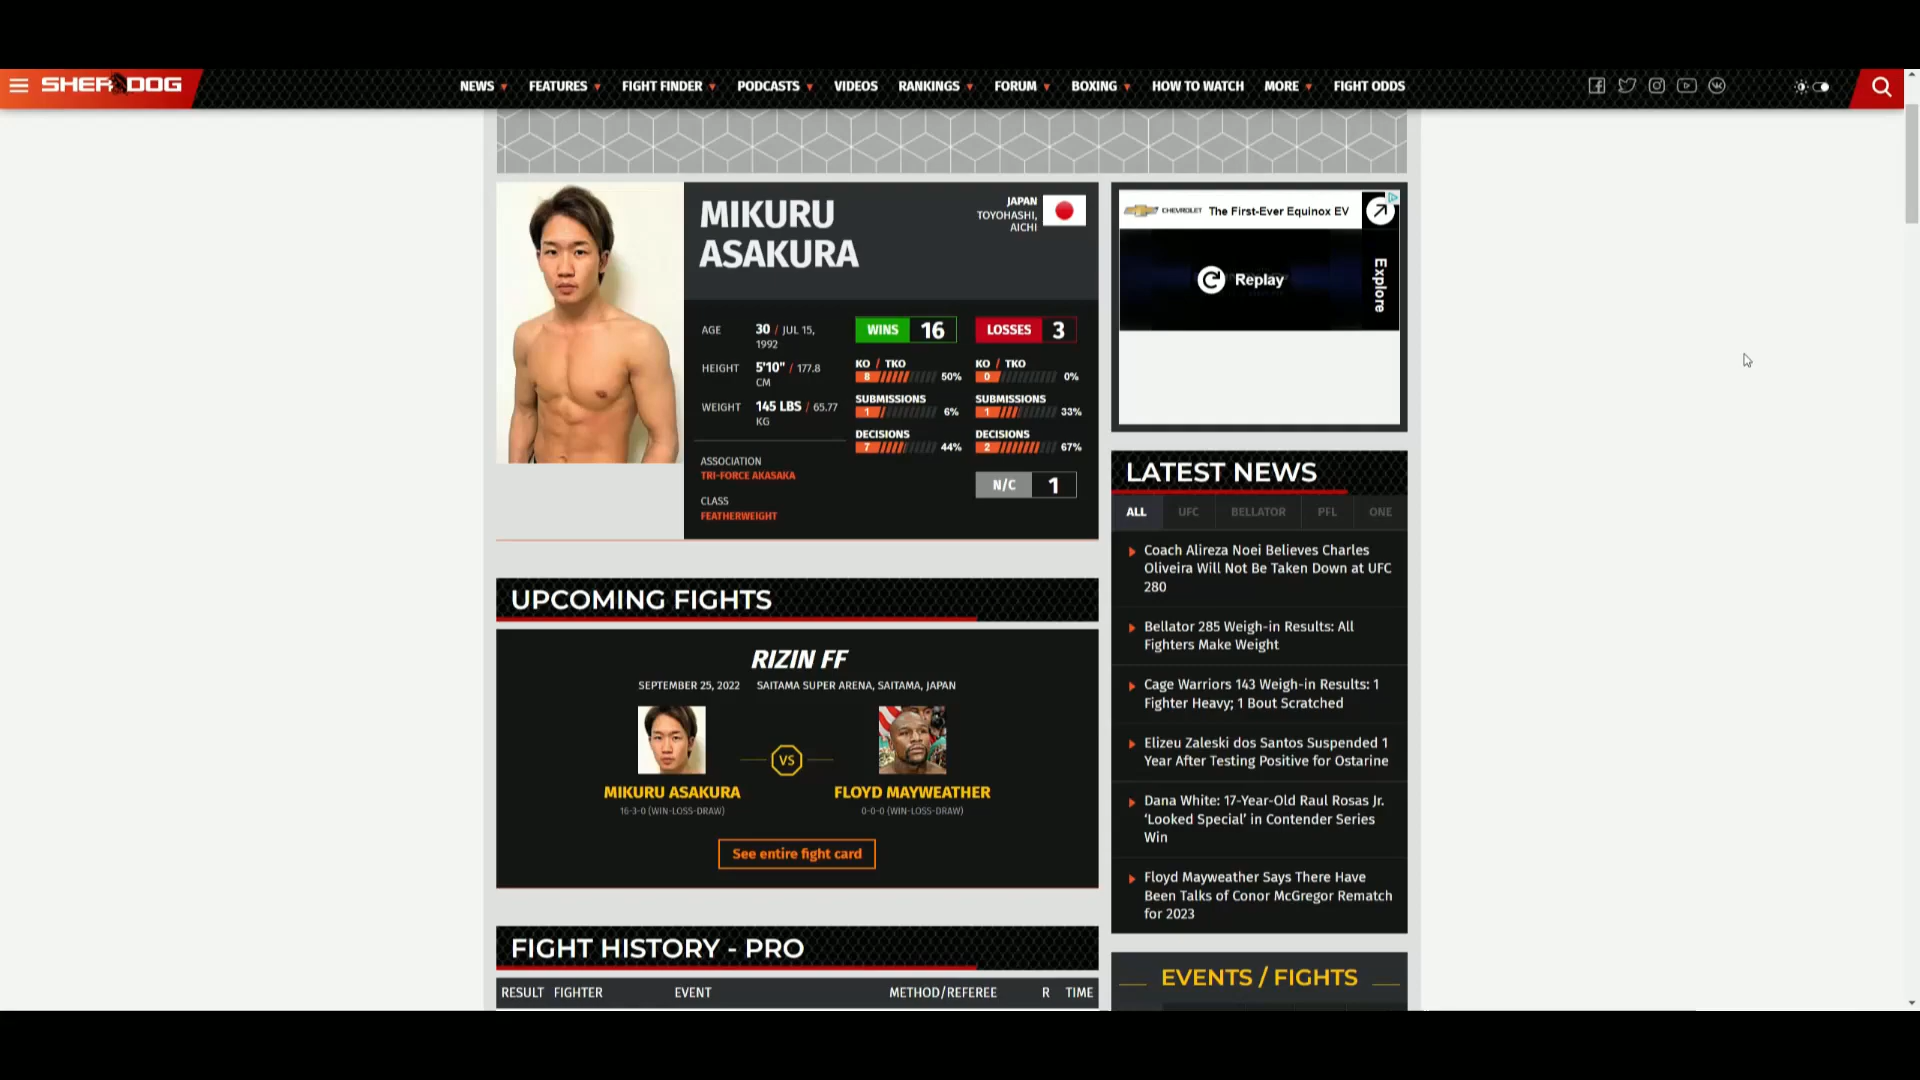 SHERDOG
NEWS FEATURES FIGHT FINDER PODCASTS VIDEOS RANKINGS FORUM BOXING HOW TO WATCH MORE FIGHT ODDS
MIKURU
ASAKURA
JAPAN
TOYOHASHI,
AICHI
AGE 30 / JUL 15,
1992
HEIGHT 5'10" / 177.8
CM
WEIGHT 145 LBS / 65.77
KG
ASSOCIATION
TRI-FORCE AKASAKA
CLASS
FEATHERWEIGHT
WINS 16
KO / TKO
8 50%
SUBMISSIONS
1 6%
DECISIONS
7 44%
LOSSES 3
KO / TKO
0 0%
SUBMISSIONS
1 33%
DECISIONS
2 67%
N/C 1
UPCOMING FIGHTS
RIZIN FF
SEPTEMBER 25, 2022 SAITAMA SUPER ARENA, SAITAMA, JAPAN
VS
MIKURU ASAKURA
16-3-0 (WIN-LOSS-DRAW)
FLOYD MAYWEATHER
0-0-0 (WIN-LOSS-DRAW)
See entire fight card
FIGHT HISTORY - PRO
RESULT FIGHTER EVENT METHOD/REFEREE R TIME
CHEVROLET The First-Ever Equinox EV
Replay
Explore
LATEST NEWS
ALL UFC BELLATOR PFL ONE
Coach Alireza Noei Believes Charles
Oliveira Will Not Be Taken Down at UFC
280
Bellator 285 Weigh-in Results: All
Fighters Make Weight
Cage Warriors 143 Weigh-in Results: 1
Fighter Heavy; 1 Bout Scratched
Elizeu Zaleski dos Santos Suspended 1
Year After Testing Positive for Ostarine
Dana White: 17-Year-Old Raul Rosas Jr.
‘Looked Special’ in Contender Series
Win
Floyd Mayweather Says There Have
Been Talks of Conor McGregor Rematch
for 2023
EVENTS / FIGHTS